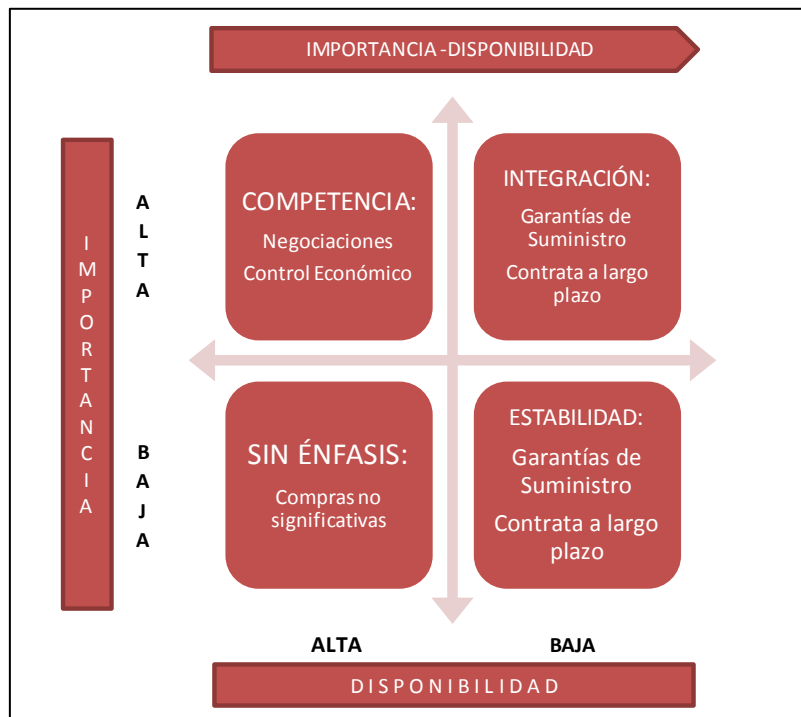 IMPORTANCIA -DISPONIBILIDAD
IMPORTANCIA
ALTA
BAJA
COMPETENCIA:
Negociaciones
Control Económico
INTEGRACIÓN:
Garantías de
Suministro
Contrata a largo
plazo
SIN ÉNFASIS:
Compras no
significativas
ESTABILIDAD:
Garantías de
Suministro
Contrata a largo
plazo
ALTA
BAJA
DISPONIBILIDAD